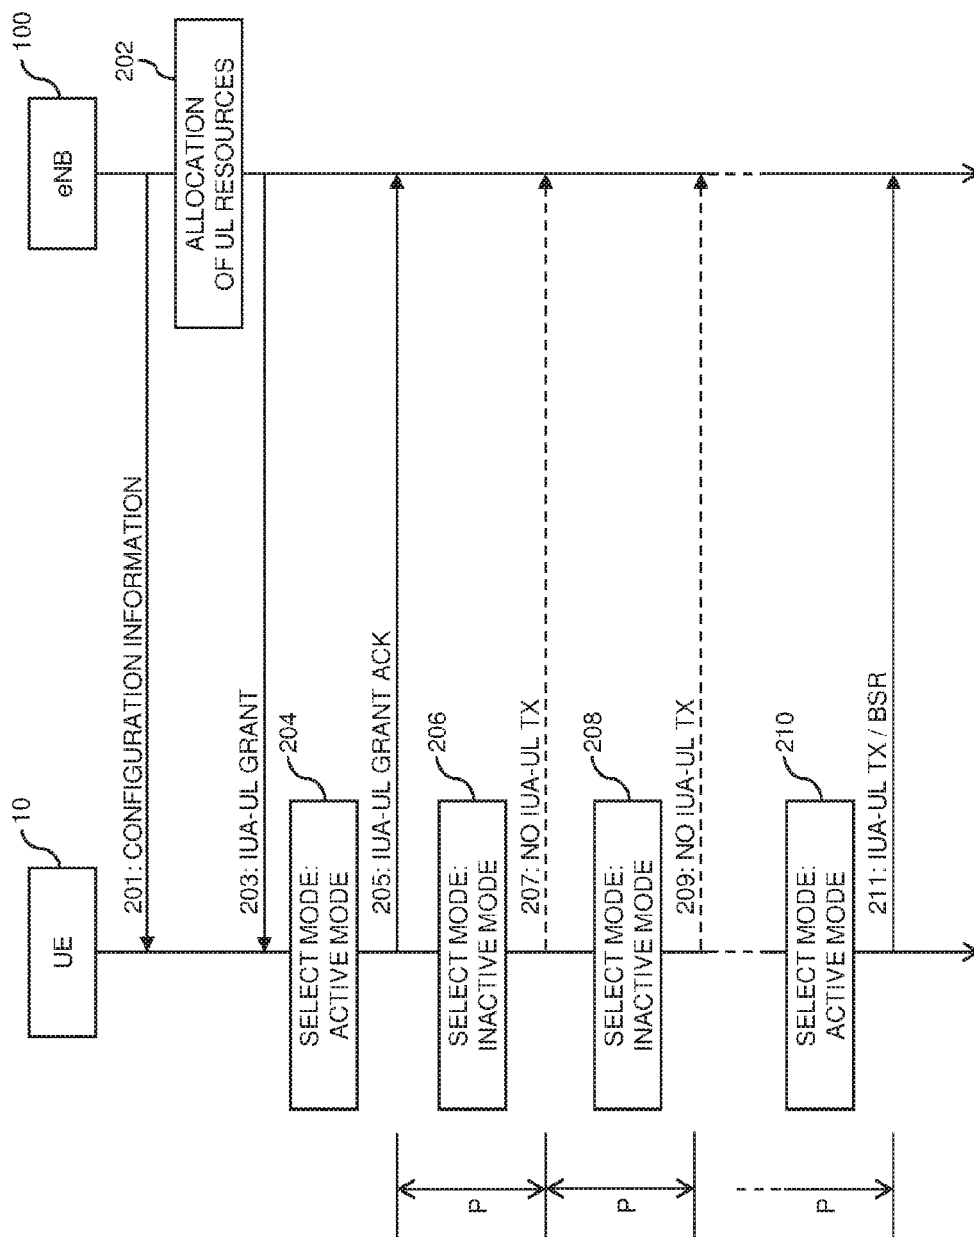 UE
10
eNB
100
201: CONFIGURATION INFORMATION
202
ALLOCATION
OF UL RESOURCES
203: IUA-UL GRANT
204
SELECT MODE:
ACTIVE MODE
205: IUA-UL GRANT ACK
206
SELECT MODE:
INACTIVE MODE
P
207: NO IUA-UL TX
208
SELECT MODE:
INACTIVE MODE
P
209: NO IUA-UL TX
210
SELECT MODE:
ACTIVE MODE
P
211: IUA-UL TX / BSR